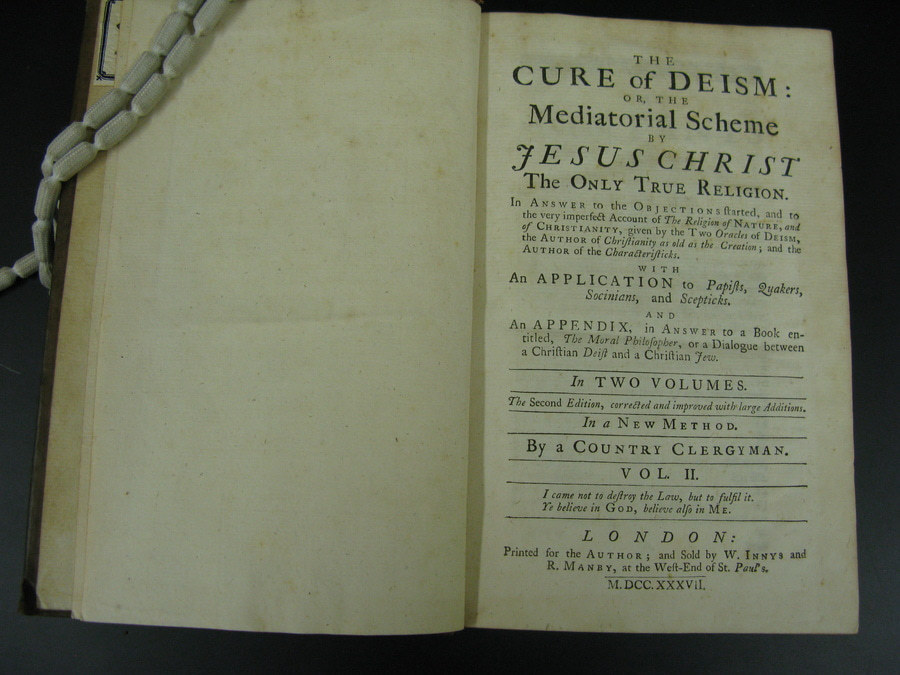 THE
CURE of DEISM:
OR, THE
Mediatorial Scheme
BY
JESUS CHRIST
The ONLY TRUE RELIGION.
In ANSWER to the OBJECTIONS ſtarted, and to
the very imperfect Account of The Religion of NATURE, and
of CHRISTIANITY, given by the Two Oracles of DEISM,
the AUTHOR of Chriſtianity as old as the Creation; and the
AUTHOR of the Characteriſticks.
WITH
An APPLICATION to Papiſts, Quakers,
Socinians, and Scepticks.
AND
An APPENDIX, in ANSWER to a Book en-
titled, The Moral Philoſopher, or a Dialogue between
a Chriſtian Deiſt and a Chriſtian Jew.
In TWO VOLUMES.
The Second Edition, corrected and improved with large Additions.
In a NEW METHOD.
By a COUNTRY CLERGYMAN.
VOL. II.
I came not to deſtroy the Law, but to fulfil it.
Ye believe in GOD, believe alſo in ME.
LONDON:
Printed for the AUTHOR; and Sold by W. INNYS and
R. MANBY, at the Weſt-End of St. Paul's.
M.DCC.XXXVII.